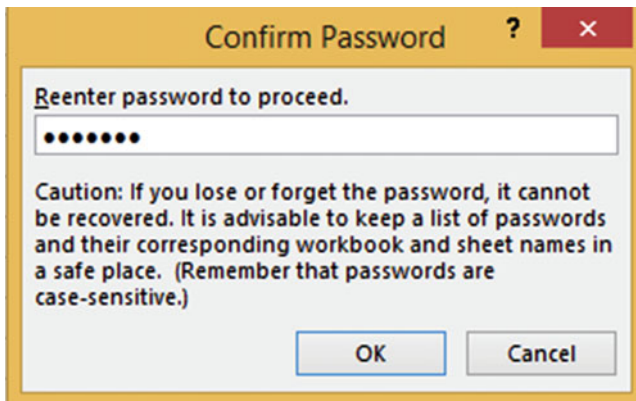 Confirm Password
?
×
Reenter password to proceed.
•••••••
Caution: If you lose or forget the password, it cannot
be recovered. It is advisable to keep a list of passwords
and their corresponding workbook and sheet names in
a safe place.  (Remember that passwords are
case-sensitive.)
OK
Cancel